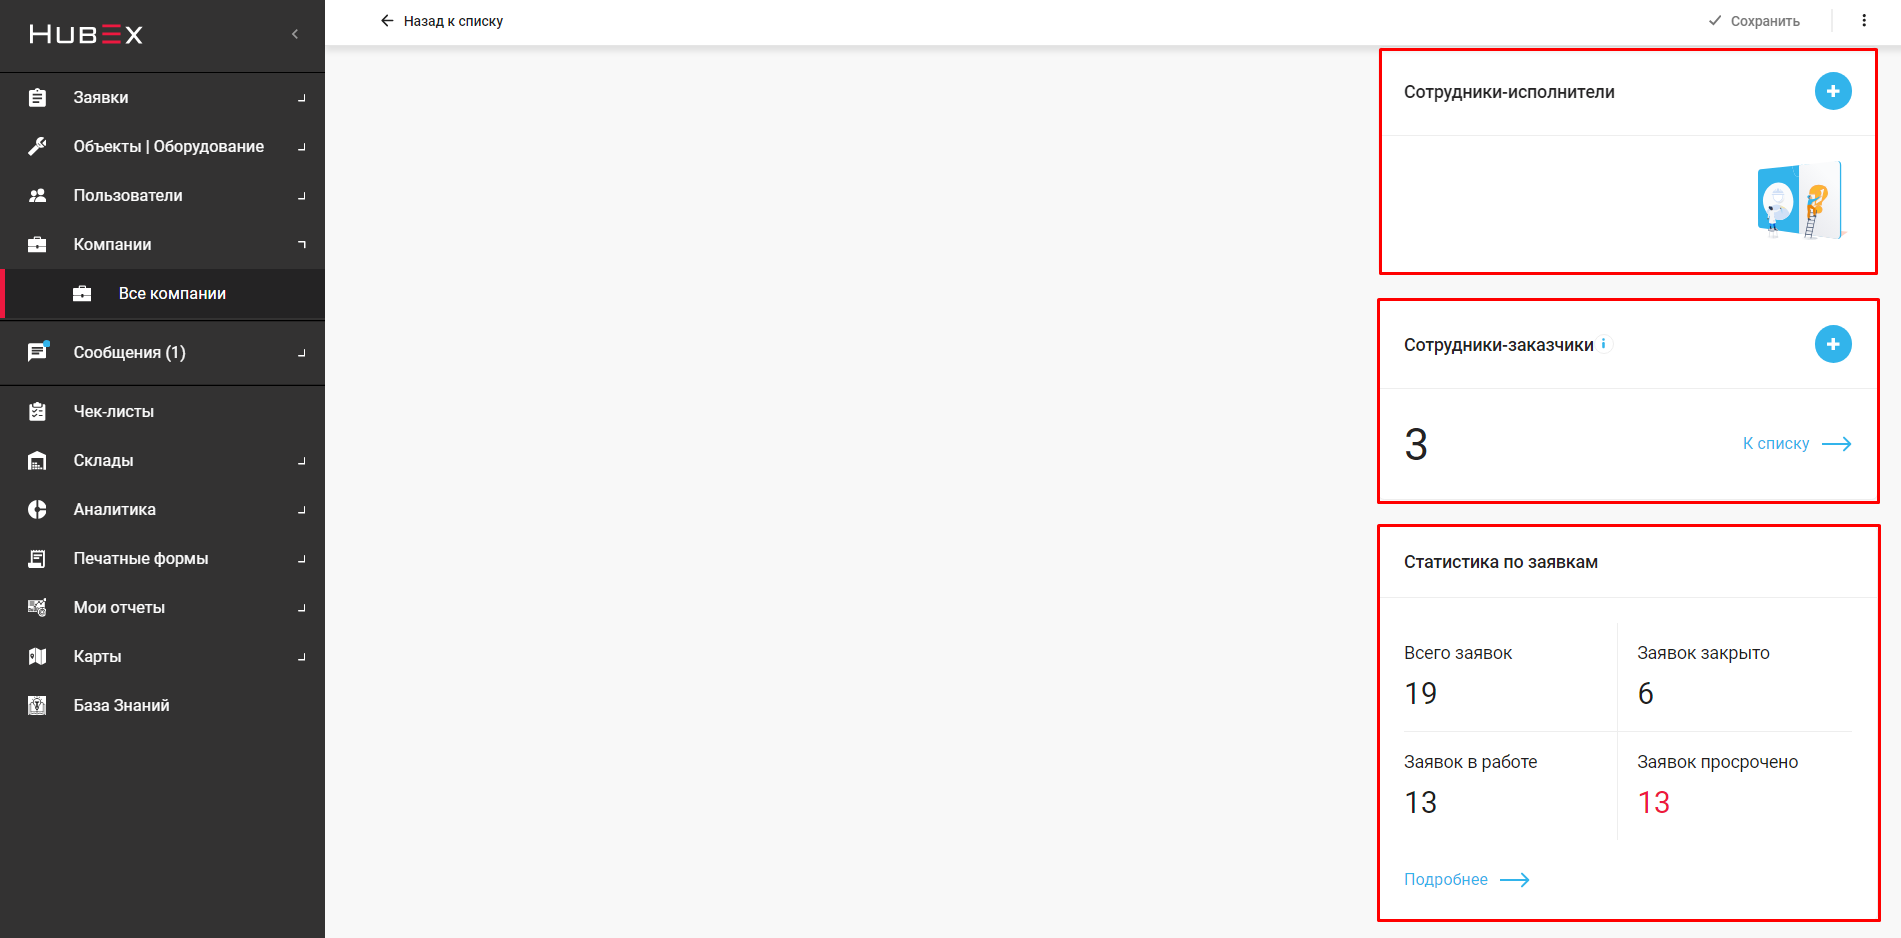 HUBEX
Заявки
Объекты | Оборудование
Пользователи
Компании
Все компании
Сообщения (1)
Чек-листы
Склады
Аналитика
Печатные формы
Мои отчеты
Карты
База Знаний
Назад к списку
Сохранить
Сотрудники-исполнители
Сотрудники-заказчики
3
К списку
Статистика по заявкам
Всего заявок
19
Заявок закрыто
6
Заявок в работе
13
Заявок просрочено
13
Подробнее